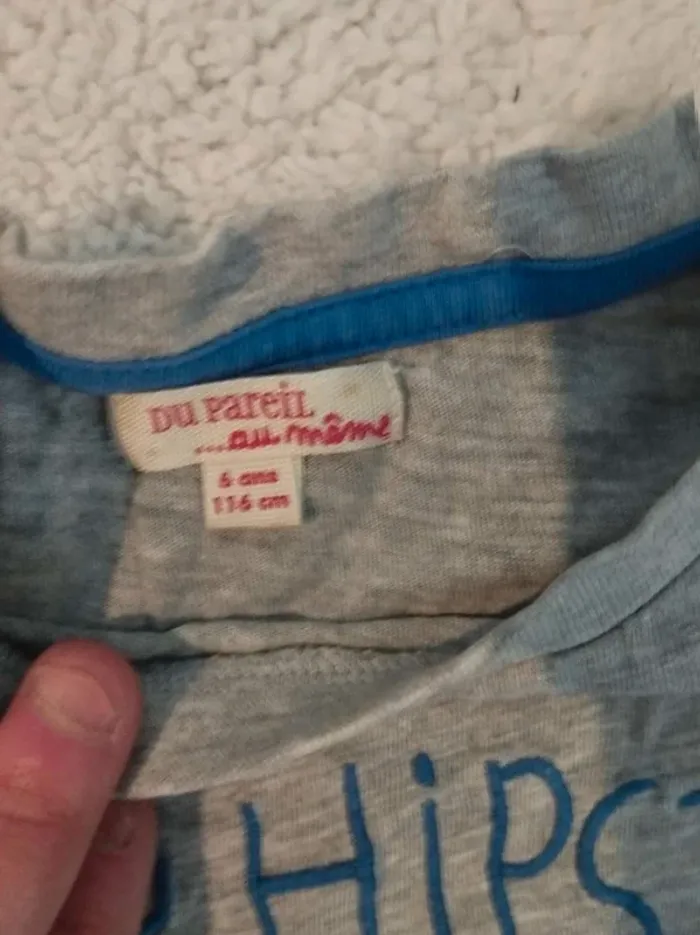 DU PAREIL
...au même
6 ans
116 cm
HiPS